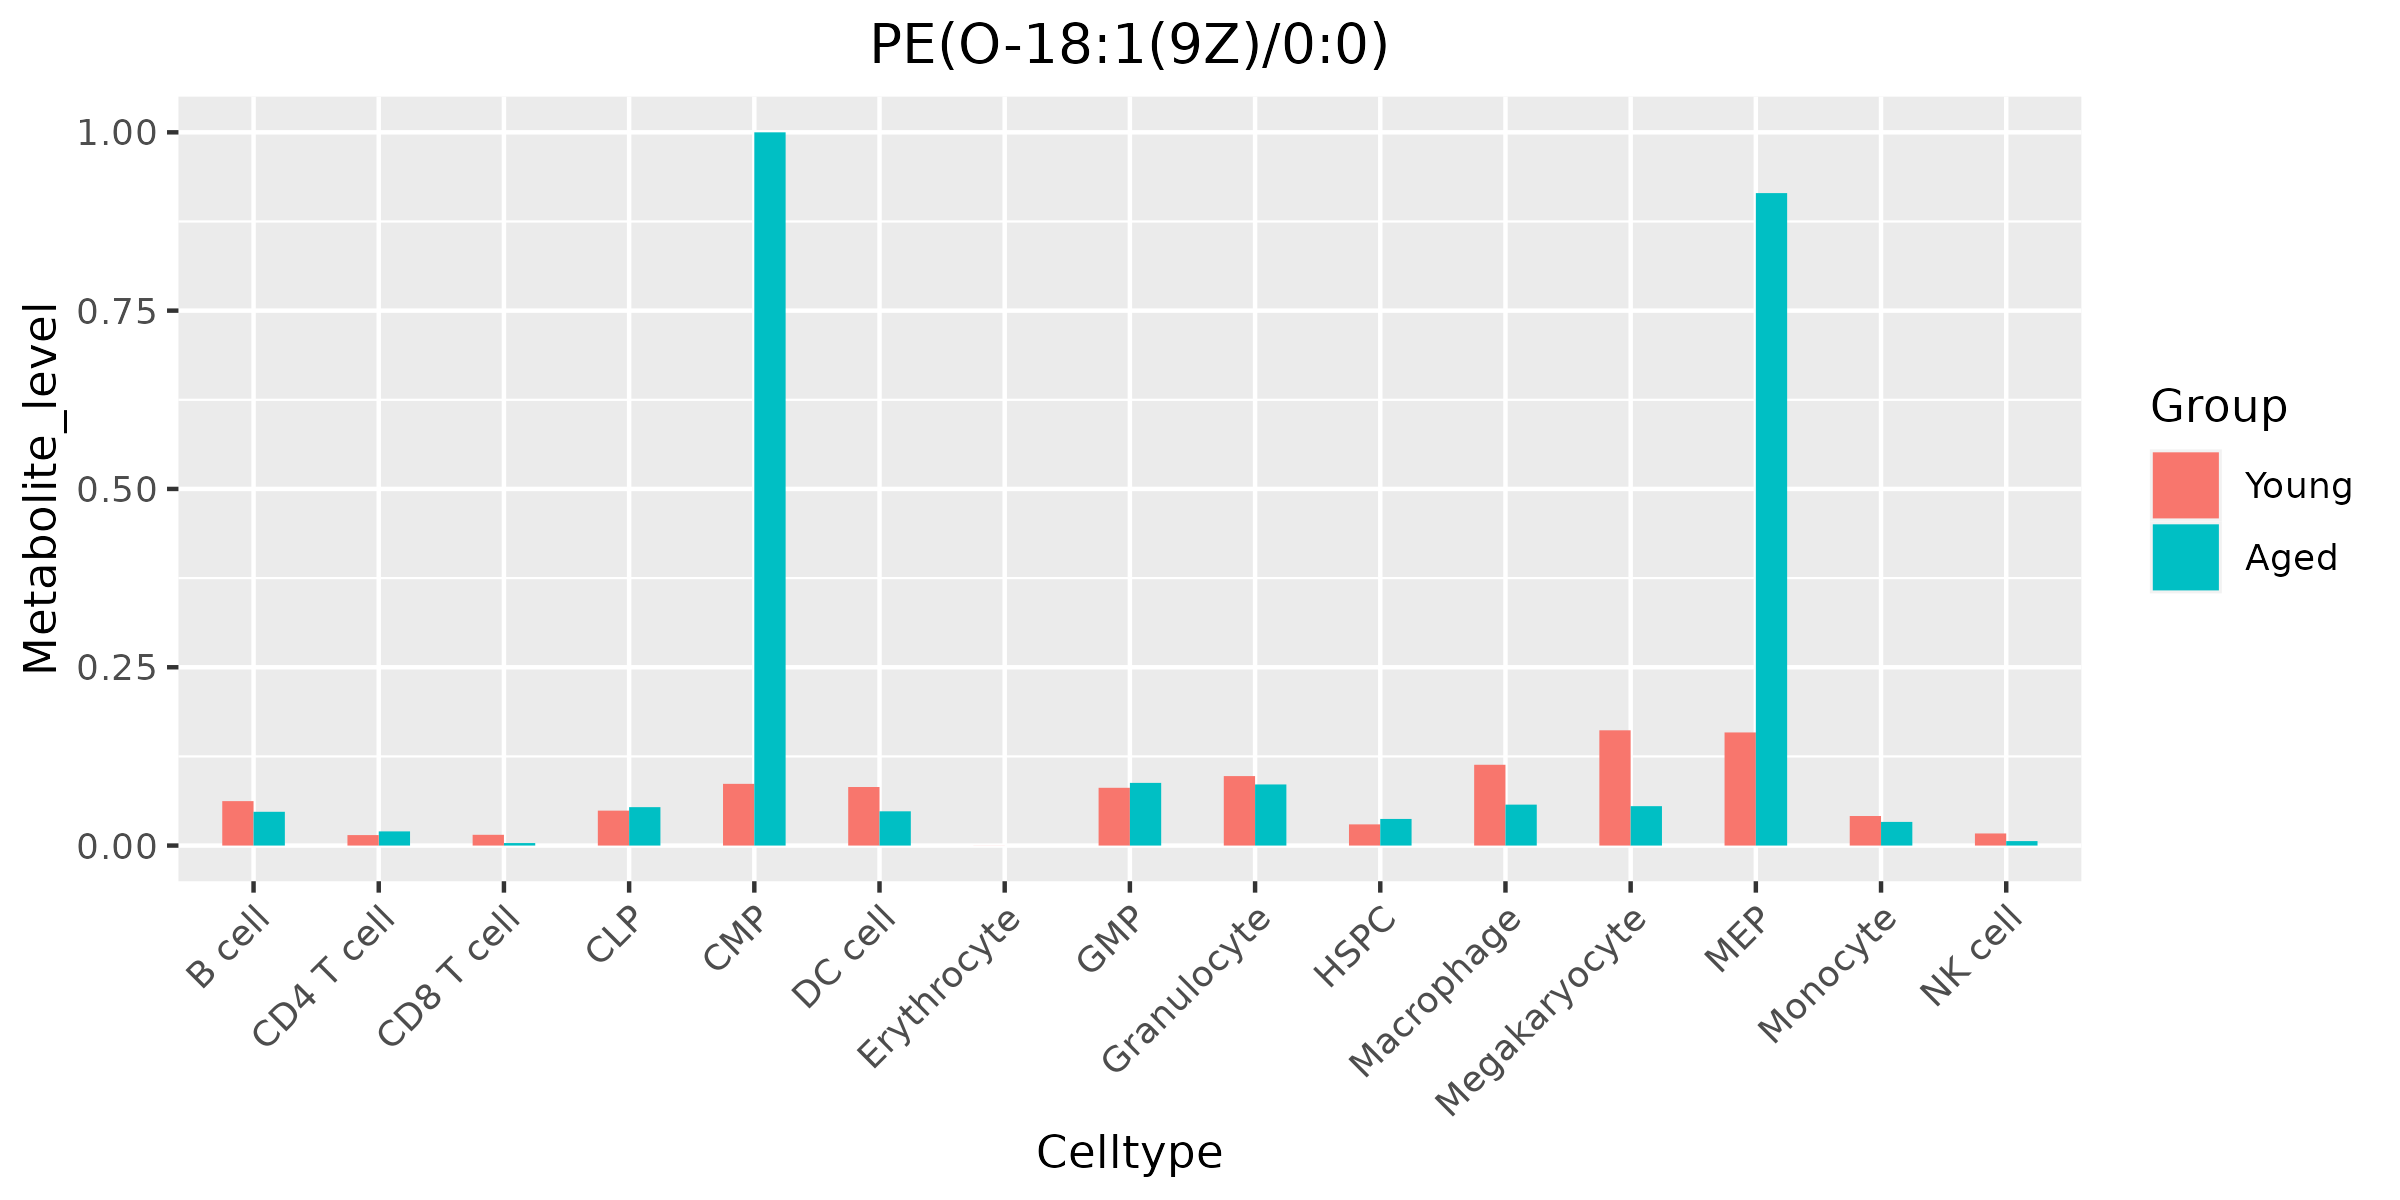 PE(O-18:1(9Z)/0:0)
Metabolite_level
1.00
0.75
0.50
0.25
0.00
B cell
CD4 T cell
CD8 T cell
CLP
CMP
DC cell
Erythrocyte
GMP
Granulocyte
HSPC
Macrophage
Megakaryocyte
MEP
Monocyte
NK cell
Celltype
Group
Young
Aged